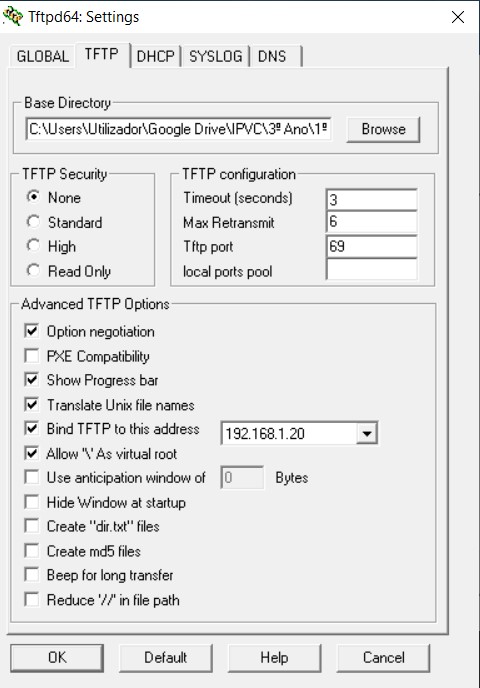 Tftpd64: Settings
GLOBAL TFTP DHCP SYSLOG DNS
Base Directory
C:\Users\Utilizador\Google Drive\IPVC\3º Ano\1º Browse
TFTP Security
None
Standard
High
Read Only
TFTP configuration
Timeout (seconds) 3
Max Retransmit 6
Tftp port 69
local ports pool
Advanced TFTP Options
Option negotiation
PXE Compatibility
Show Progress bar
Translate Unix file names
Bind TFTP to this address 192.168.1.20
Allow '\' As virtual root
Use anticipation window of 0 Bytes
Hide Window at startup
Create "dir.txt" files
Create md5 files
Beep for long transfer
Reduce '//' in file path
OK Default Help Cancel